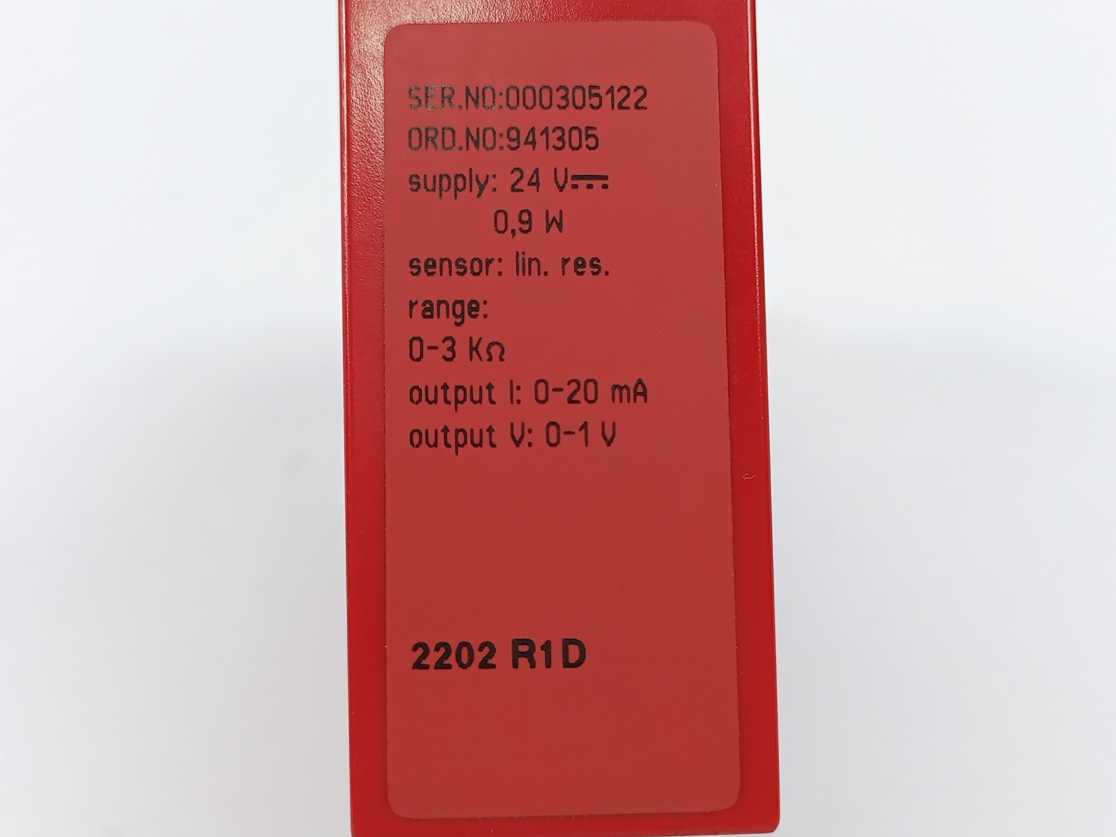 SER.NO:000305122
ORD.NO:941305
supply: 24 V⎓
0,9 W
sensor: lin. res.
range:
0-3 KΩ
output I: 0-20 mA
output V: 0-1 V
2202 R1D